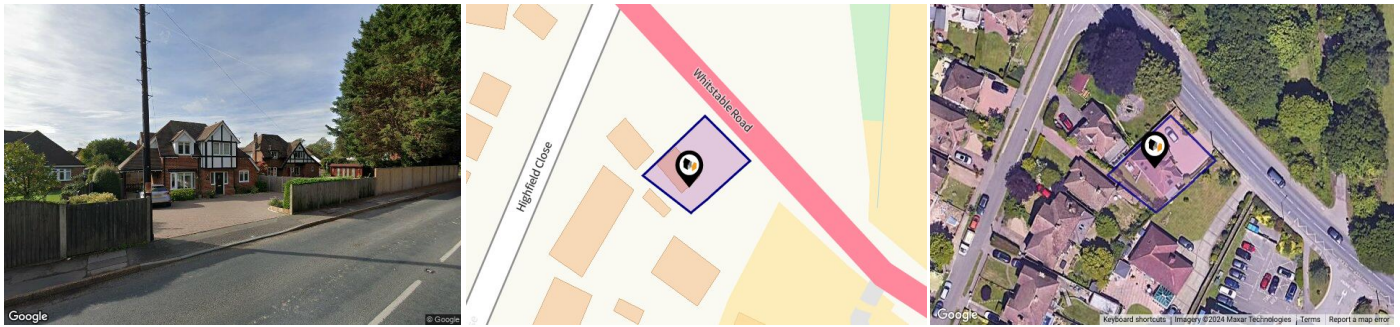 Whitstable Road
Highfield Close
Google
© Google
Google
Keyboard shortcuts
Imagery ©2024 Maxar Technologies
Terms
Report a map error